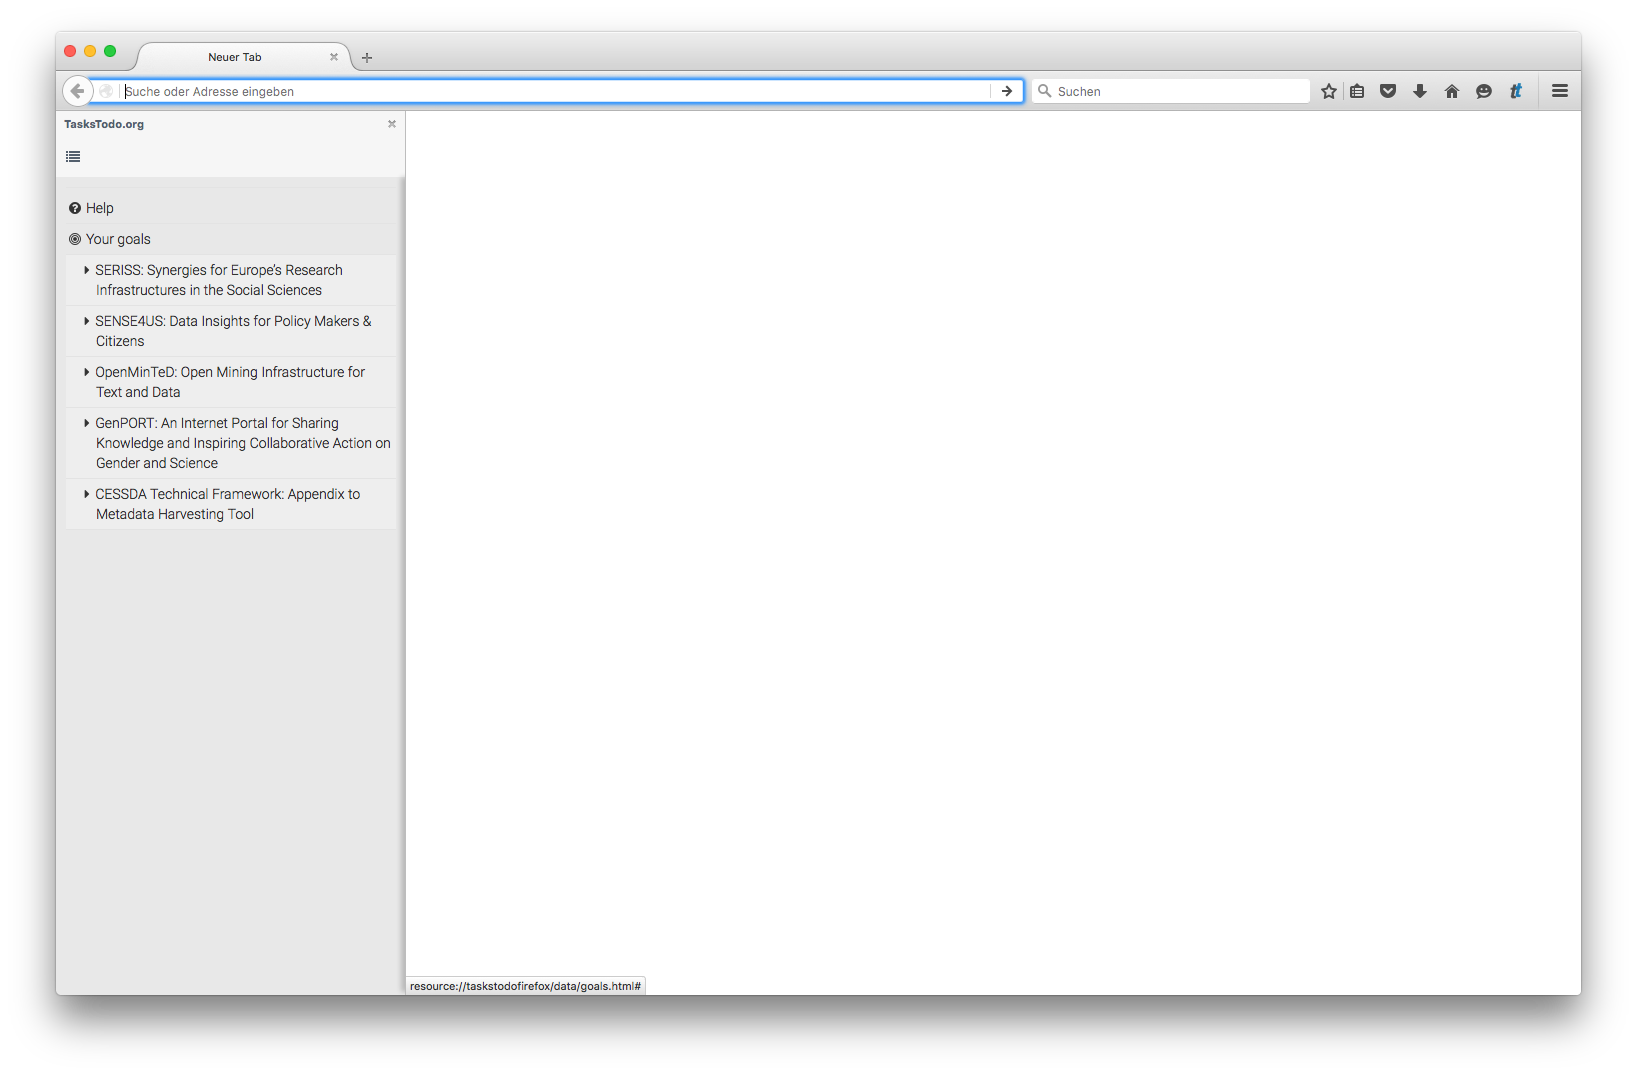 Neuer Tab
Suche oder Adresse eingeben
Suchen
tt
TasksTodo.org
Help
Your goals
SERISS: Synergies for Europe’s Research
Infrastructures in the Social Sciences
SENSE4US: Data Insights for Policy Makers &
Citizens
OpenMinTeD: Open Mining Infrastructure for
Text and Data
GenPORT: An Internet Portal for Sharing
Knowledge and Inspiring Collaborative Action on
Gender and Science
CESSDA Technical Framework: Appendix to
Metadata Harvesting Tool
resource://taskstodofirefox/data/goals.html#